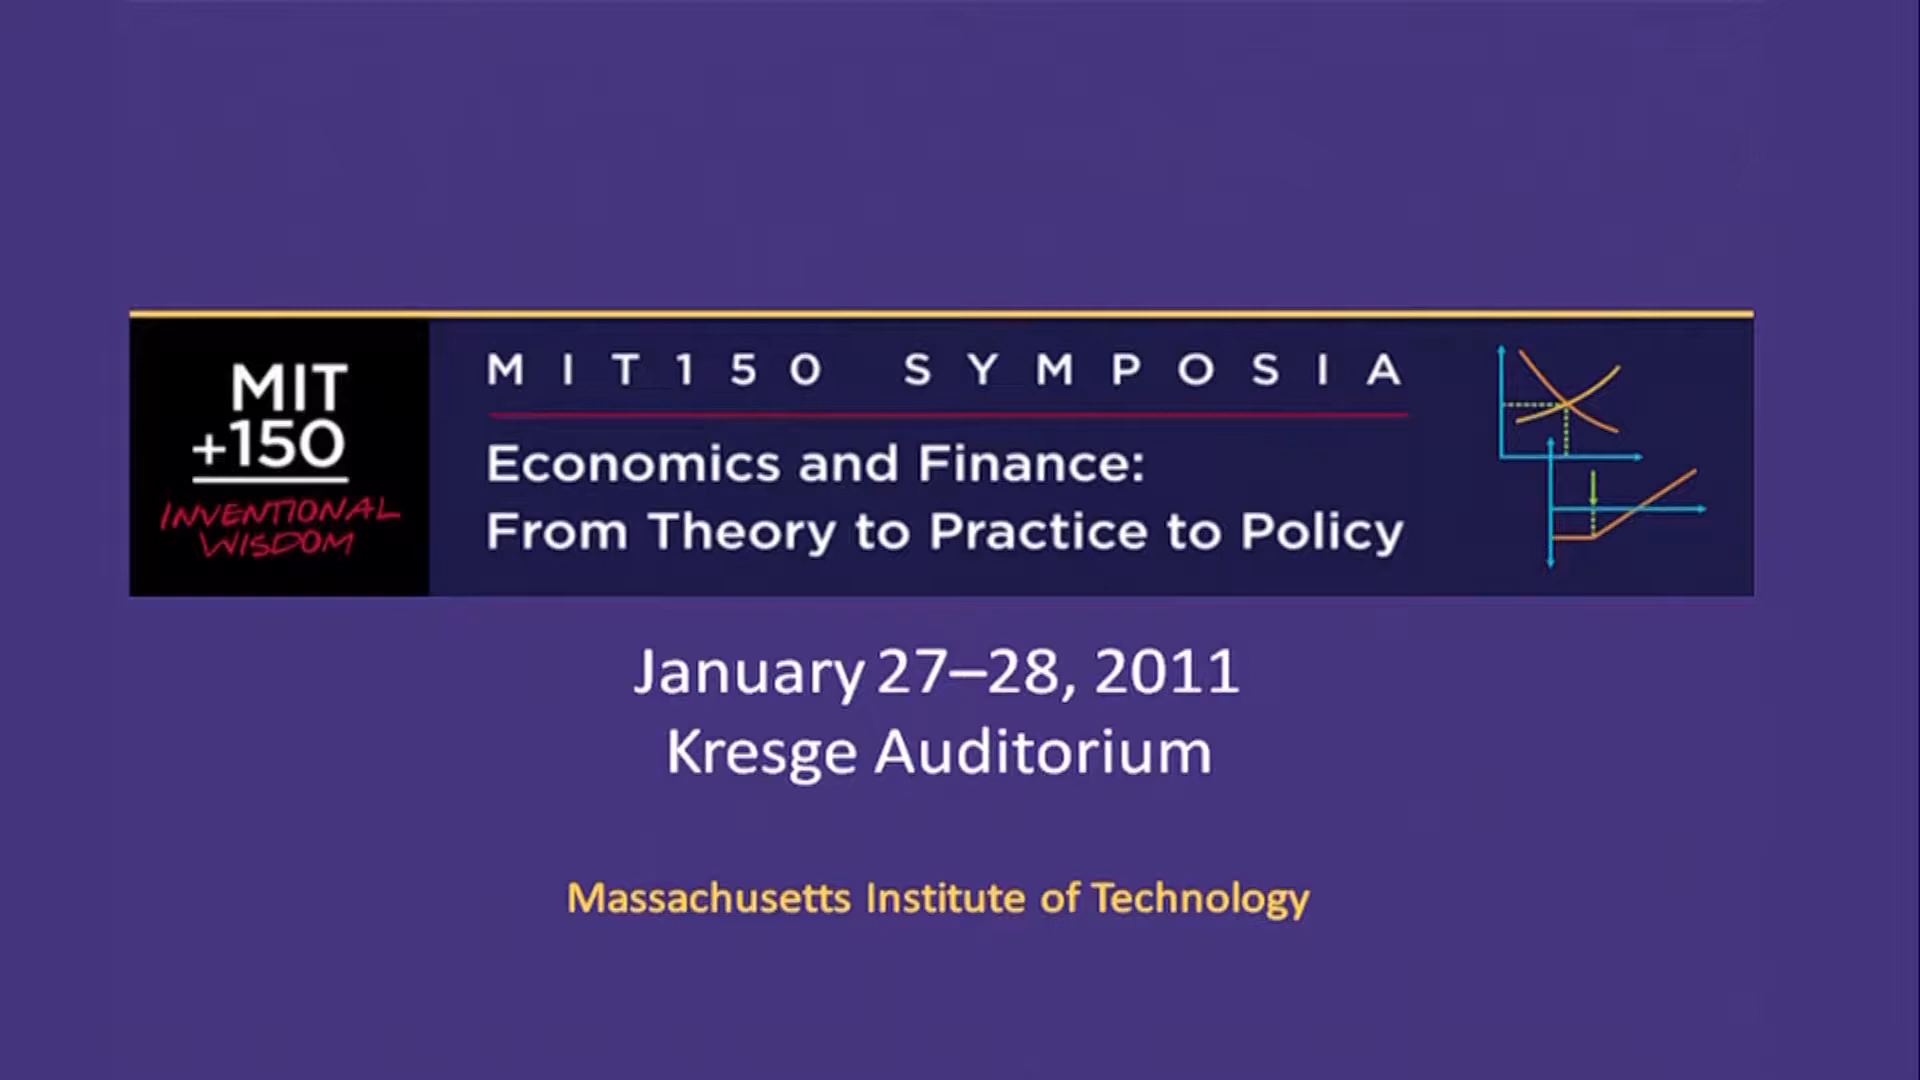 MIT
+150
INVENTIONAL
WISDOM
MIT150 SYMPOSIA
Economics and Finance:
From Theory to Practice to Policy
January 27–28, 2011
Kresge Auditorium
Massachusetts Institute of Technology